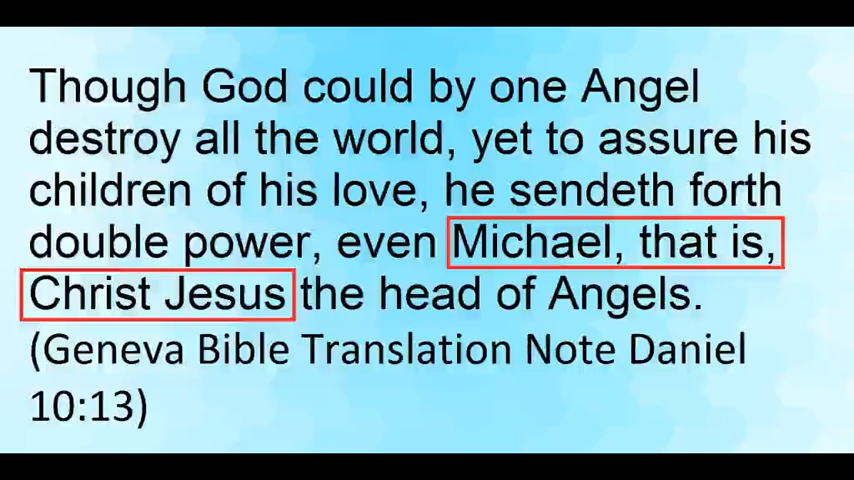 Though God could by one Angel
destroy all the world, yet to assure his
children of his love, he sendeth forth
double power, even Michael, that is,
Christ Jesus the head of Angels.
(Geneva Bible Translation Note Daniel
10:13)